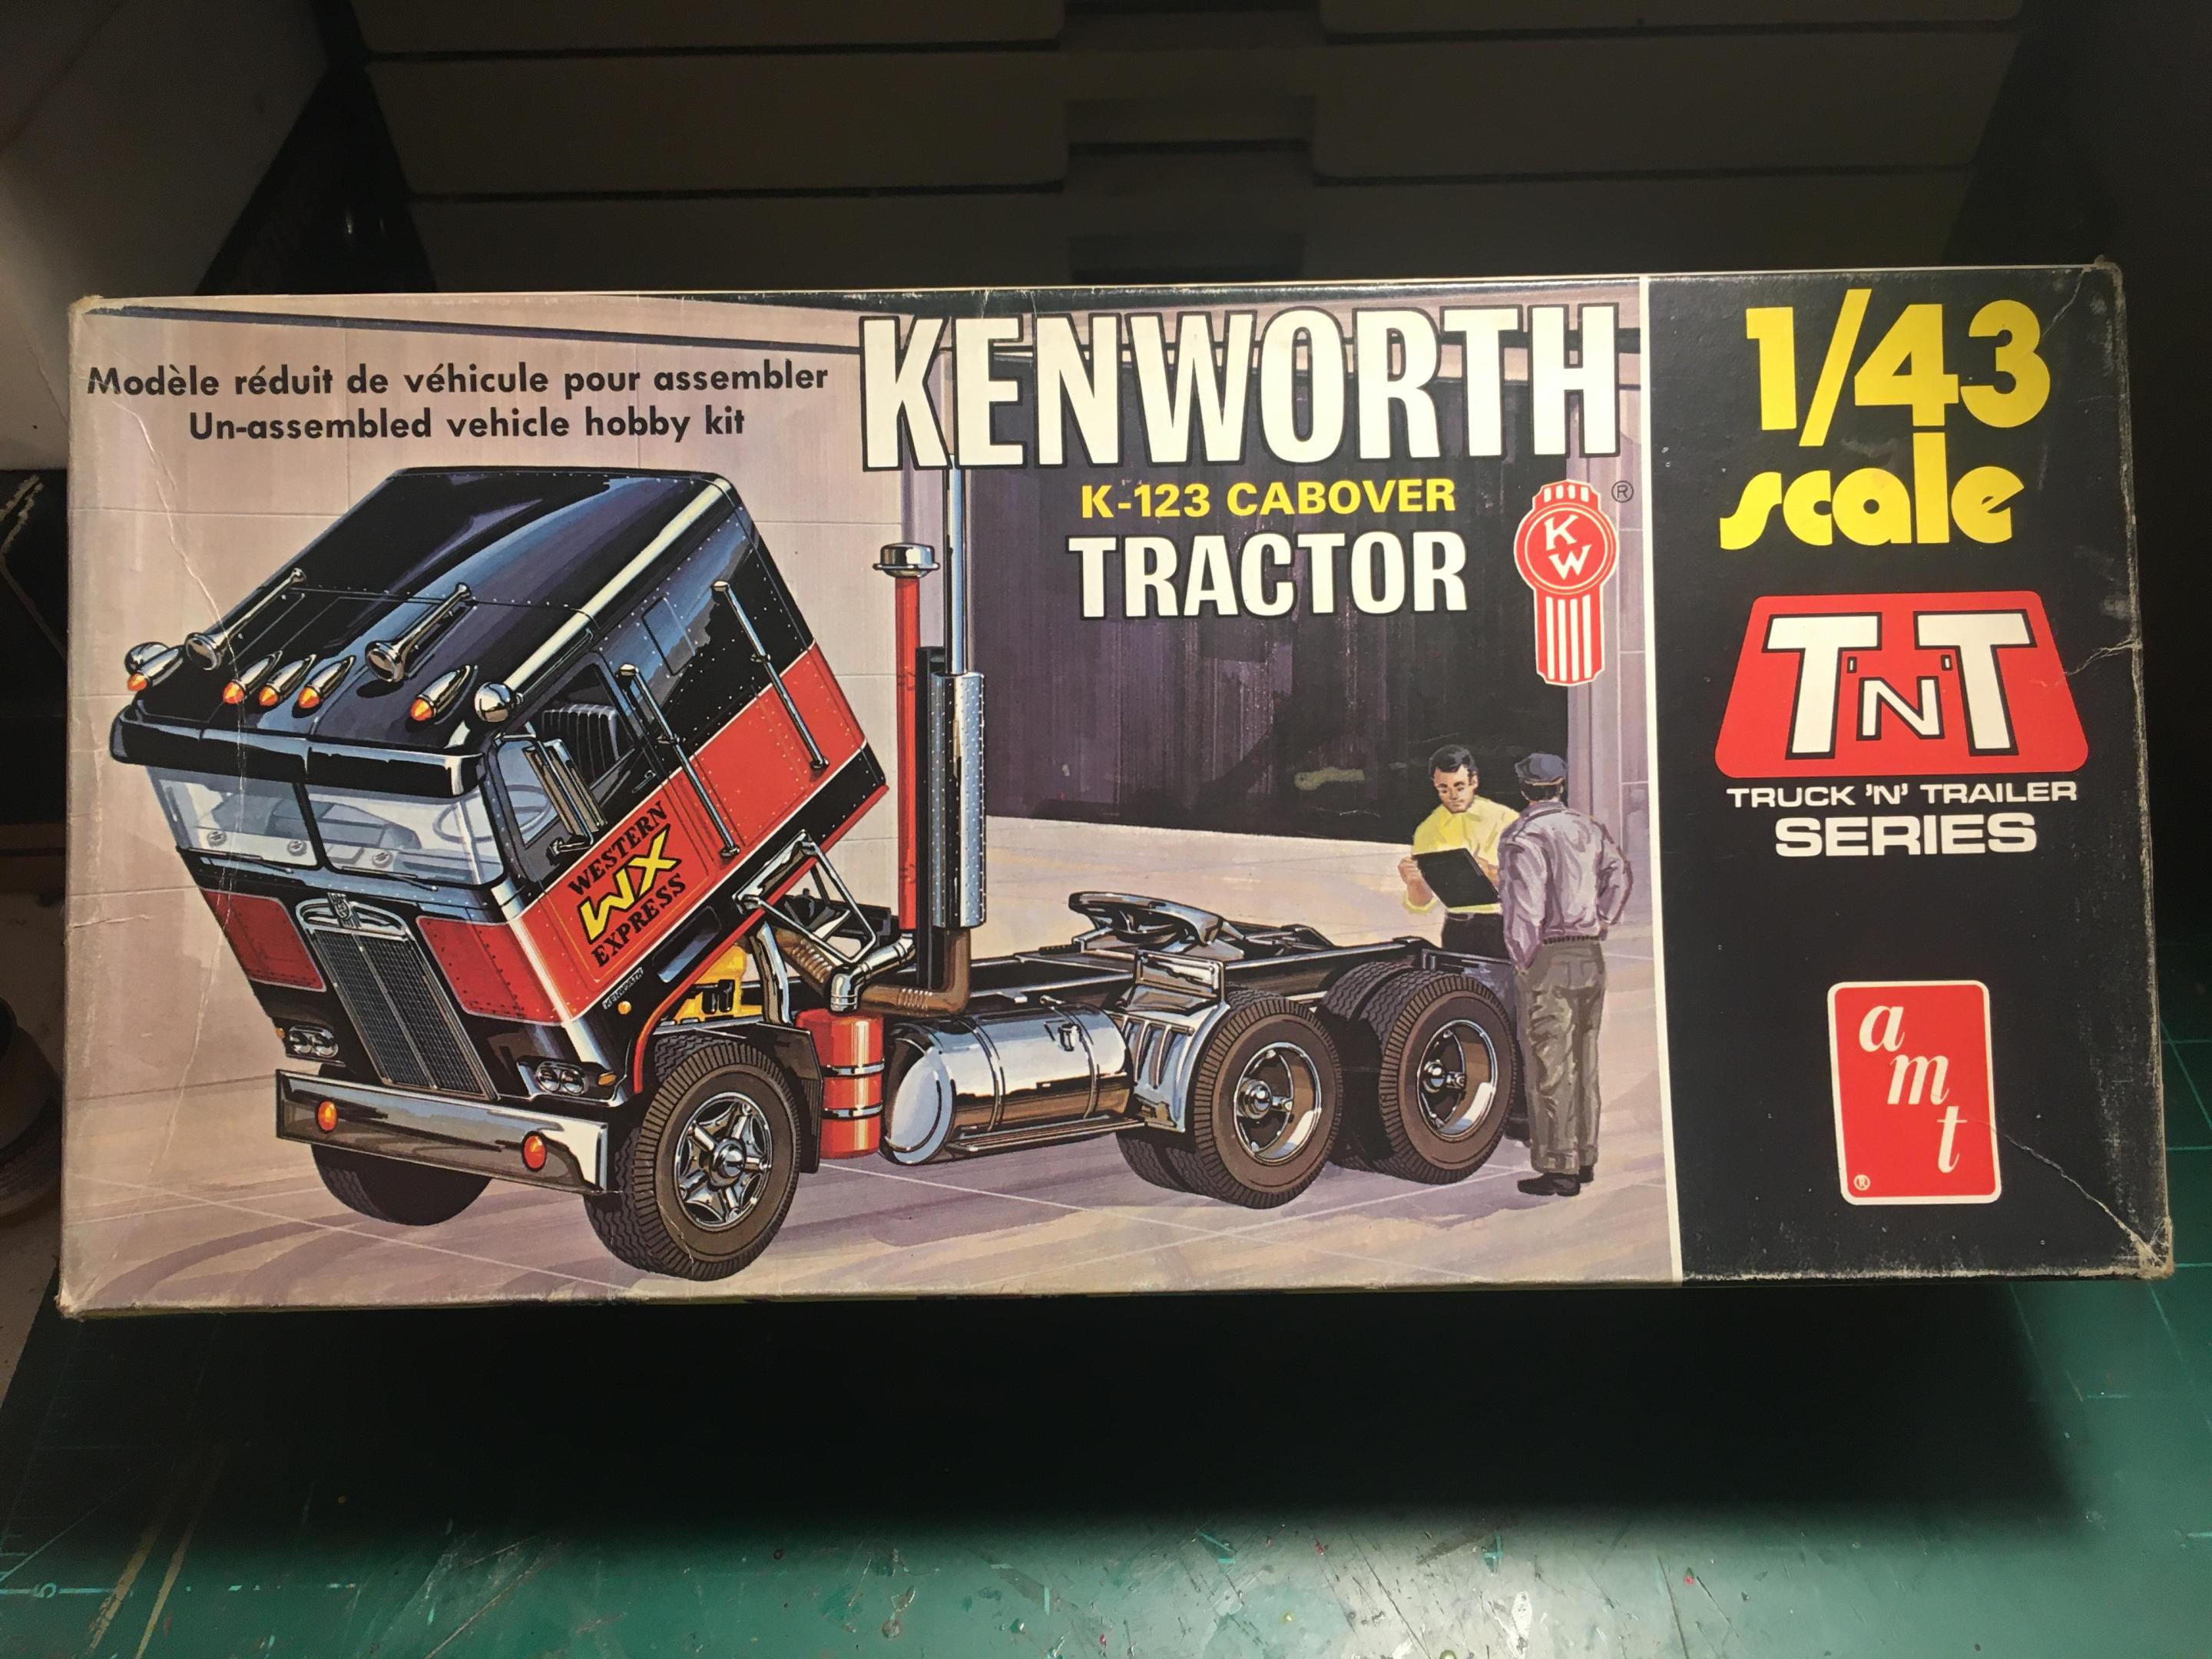 Modèle réduit de véhicule pour assembler
Un-assembled vehicle hobby kit
KENWORTH
K-123 CABOVER
TRACTOR
KW
®
WESTERN
WX
EXPRESS
KENWORTH
1/43
scale
T'N'T
TRUCK 'N' TRAILER
SERIES
amt
®
5